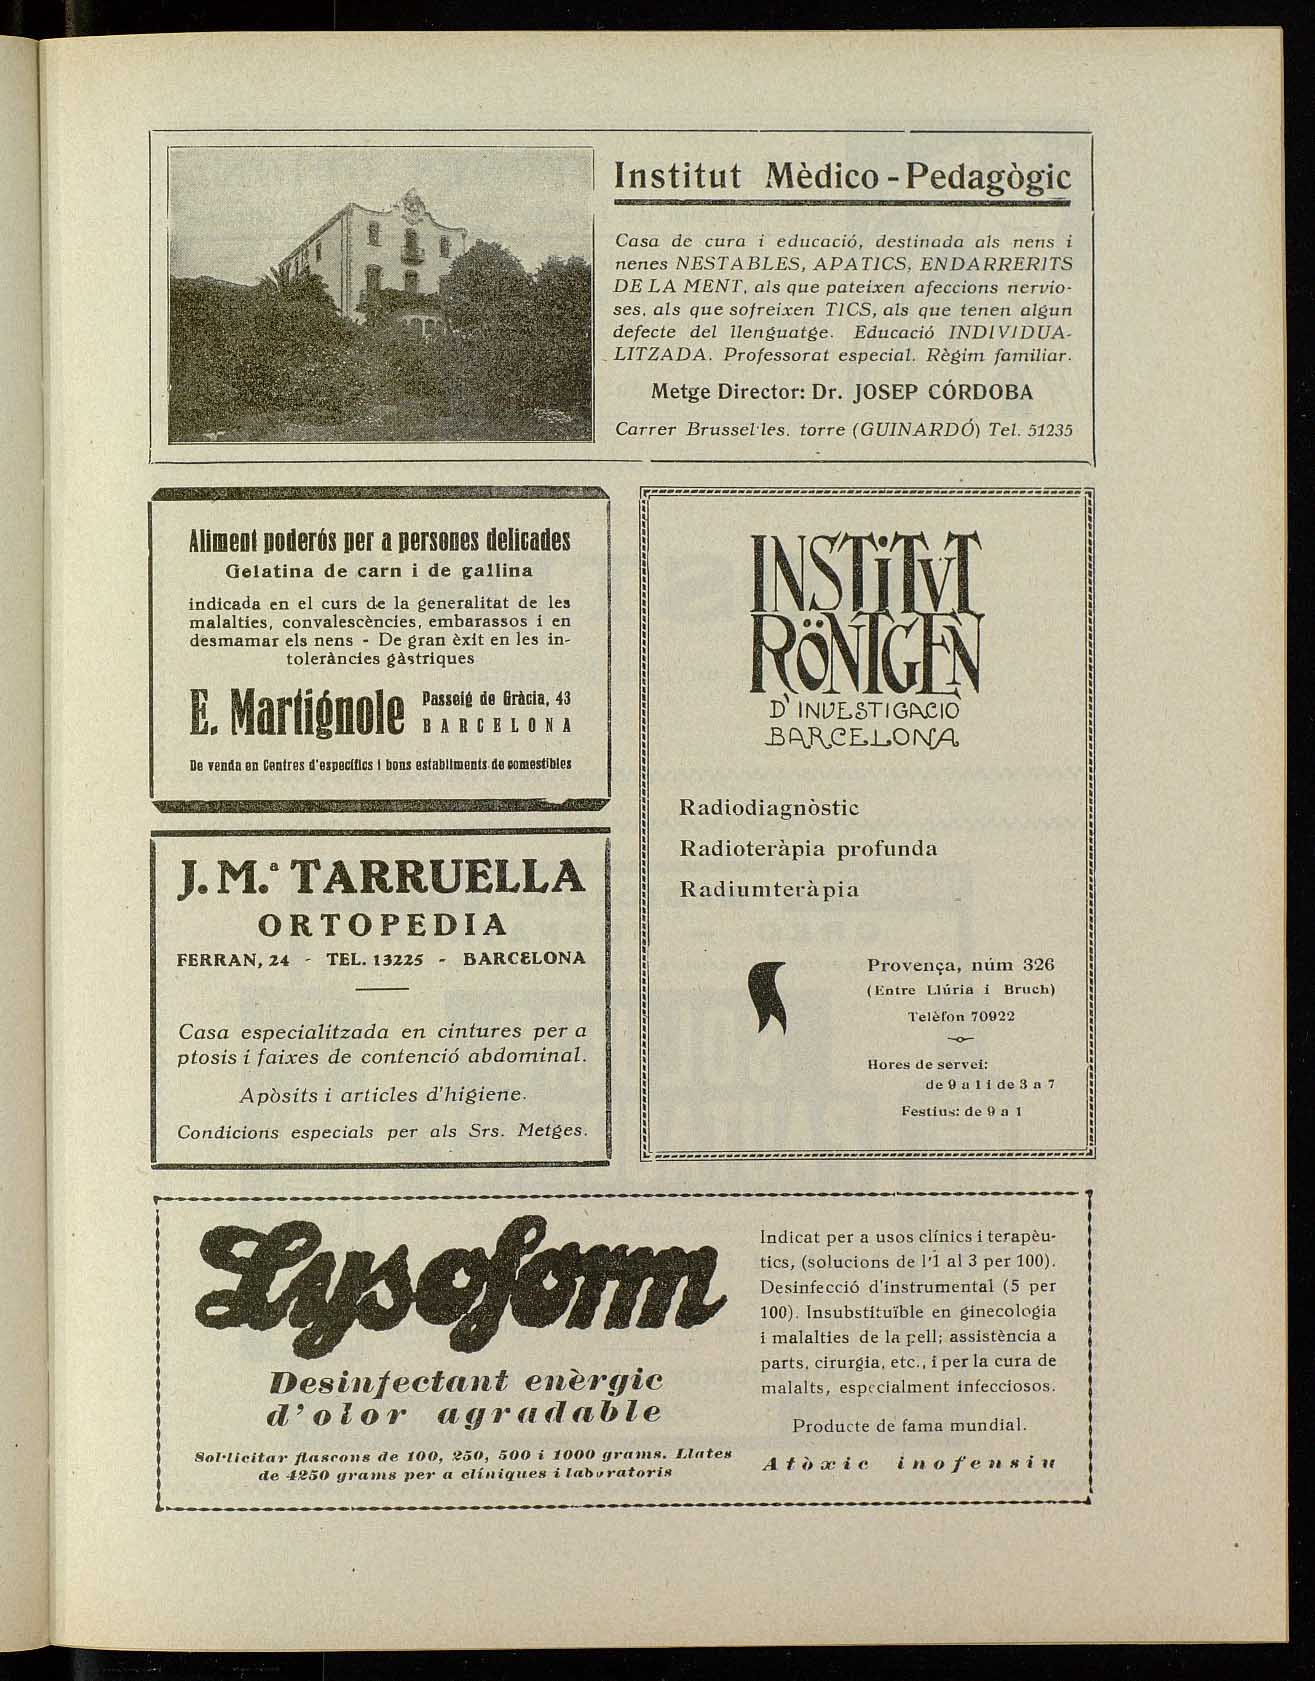 Institut Mèdico - Pedagògic
Casa de cura i educació, destinada als nens i
nenes NESTABLES, APATICS, ENDARRERITS
DE LA MENT, als que pateixen afeccions nervio-
ses, als que sofreixen TICS, als que tenen algun
defecte del llenguatge. Educació INDIVIDUA-
LITZADA. Professorat especial. Règim familiar.
Metge Director: Dr. JOSEP CÓRDOBA
Carrer Brussel·les. torre (GUINARDÓ) Tel. 51235
Aliment poderós per a persones delicades
Gelatina de carn i de gallina
indicada en el curs de la generalitat de les
malalties, convalescències, embarassos i en
desmamar els nens - De gran èxit en les in-
toleràncies gàstriques
E. Martignole
Passeig de Gràcia, 43
BARCELONA
De venda en Centres d'específics i bons establiments de comestibles
J. M.ª TARRUELLA
ORTOPEDIA
FERRAN, 24 - TEL. 13225 - BARCELONA
Casa especialitzada en cintures per a
ptosis i faixes de contenció abdominal.
Apòsits i articles d'higiene.
Condicions especials per als Srs. Metges.
INSTiTVT
RÖNTGEN
D'INVESTIGACIO
BARCELONA
Radiodiagnòstic
Radioteràpia profunda
Radiumteràpia
Provença, núm 326
(Entre Llúria i Bruch)
Telèfon 70922
Hores de servei:
de 9 a 1 i de 3 a 7
Festius: de 9 a 1
Lysoform
Desinfectant enèrgic
d'olor agradable
Sol·licitar flascons de 100, 250, 500 i 1000 grams. Llates
de 4250 grams per a clíniques i laboratoris
Indicat per a usos clínics i terapèu-
tics, (solucions de l'1 al 3 per 100).
Desinfecció d'instrumental (5 per
100). Insubstituïble en ginecologia
i malalties de la pell; assistència a
parts, cirurgia, etc., i per la cura de
malalts, especialment infecciosos.
Producte de fama mundial.
Atòxic inofensiu